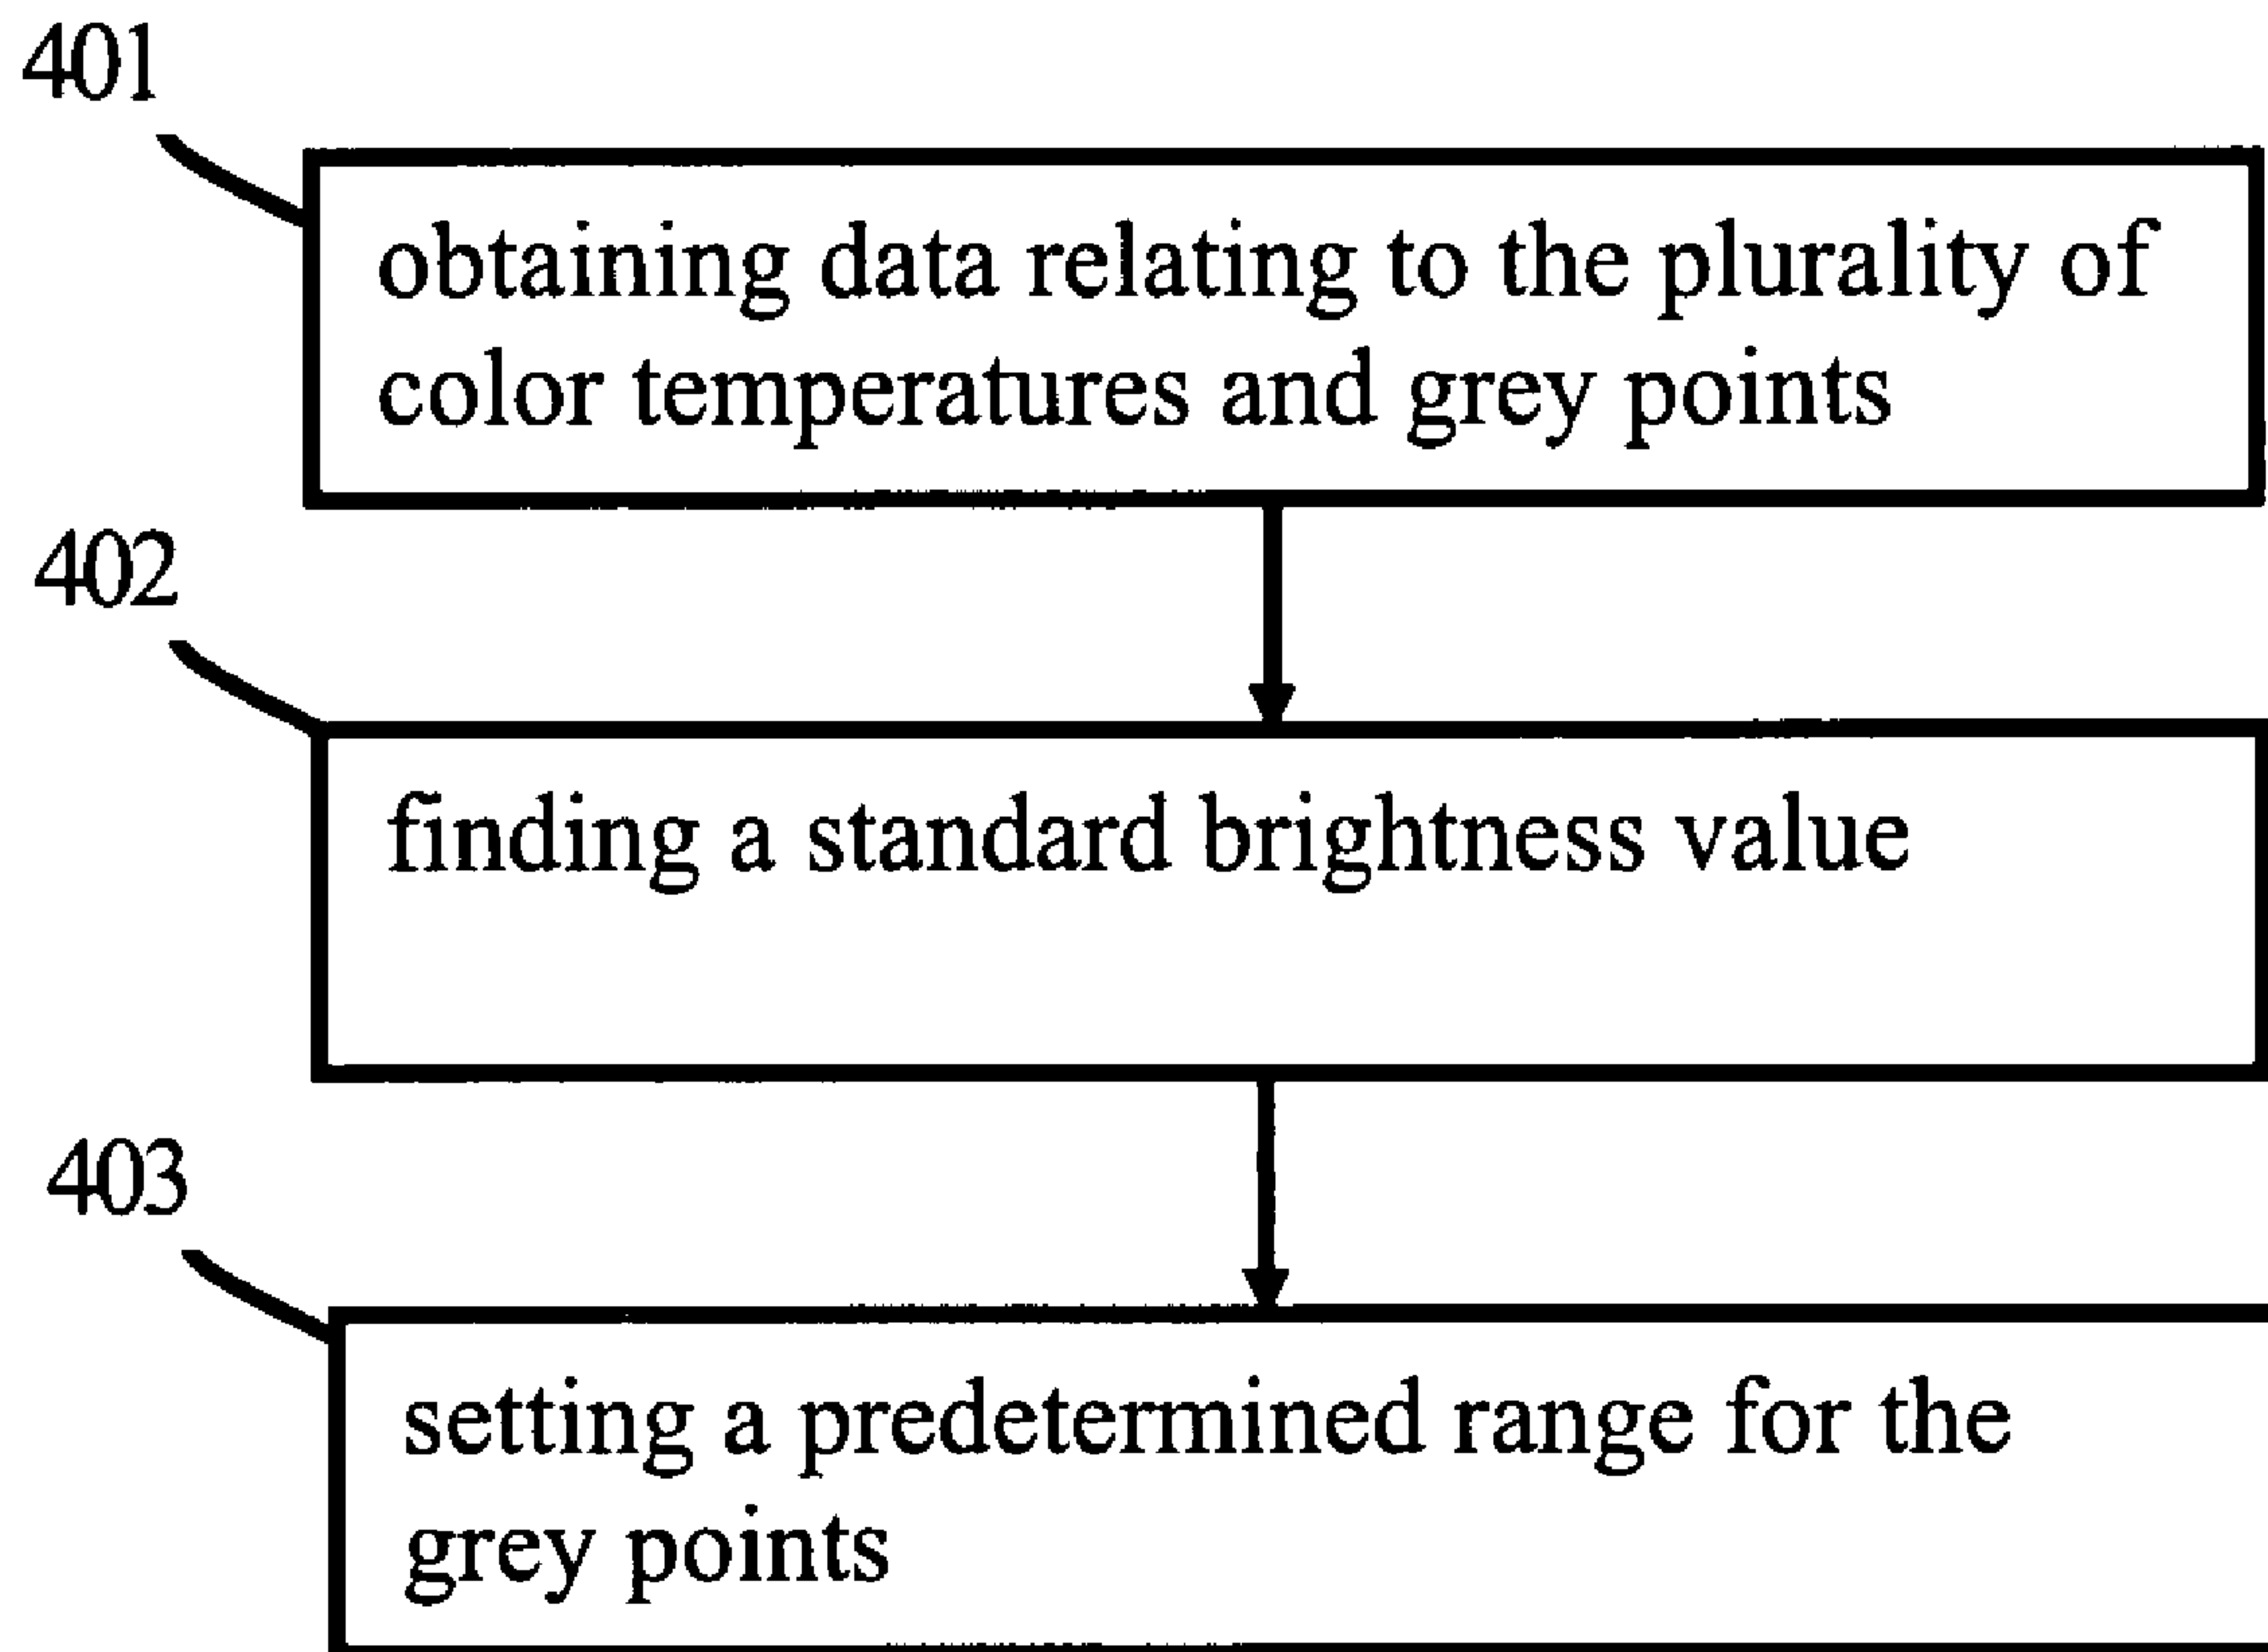 401
obtaining data relating to the plurality of
color temperatures and grey points
402
finding a standard brightness value
403
setting a predetermined range for the
grey points